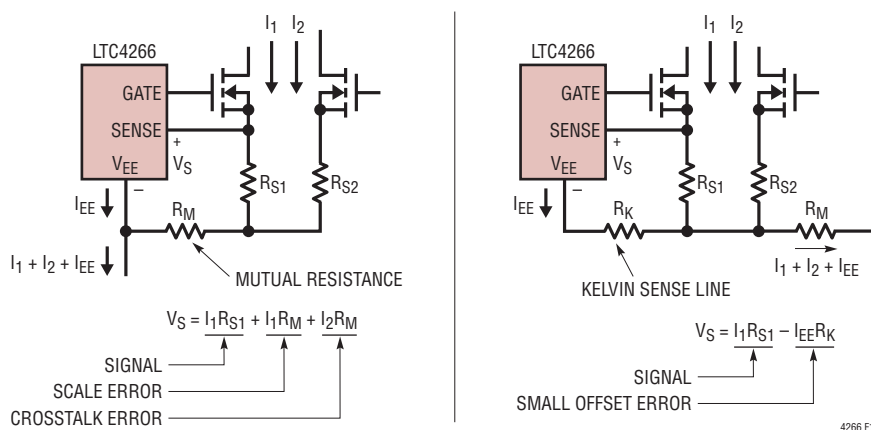 I1 I2
LTC4266
GATE
SENSE
+
VEE
VS
–
RS1
RS2
IEE
RM
I1 + I2 + IEE
MUTUAL RESISTANCE
VS = I1RS1 + I1RM + I2RM
SIGNAL
SCALE ERROR
CROSSTALK ERROR
I1 I2
LTC4266
GATE
SENSE
+
VEE
VS
–
RS1
RS2
IEE
RK
RM
I1 + I2 + IEE
KELVIN SENSE LINE
VS = I1RS1 – IEERK
SIGNAL
SMALL OFFSET ERROR